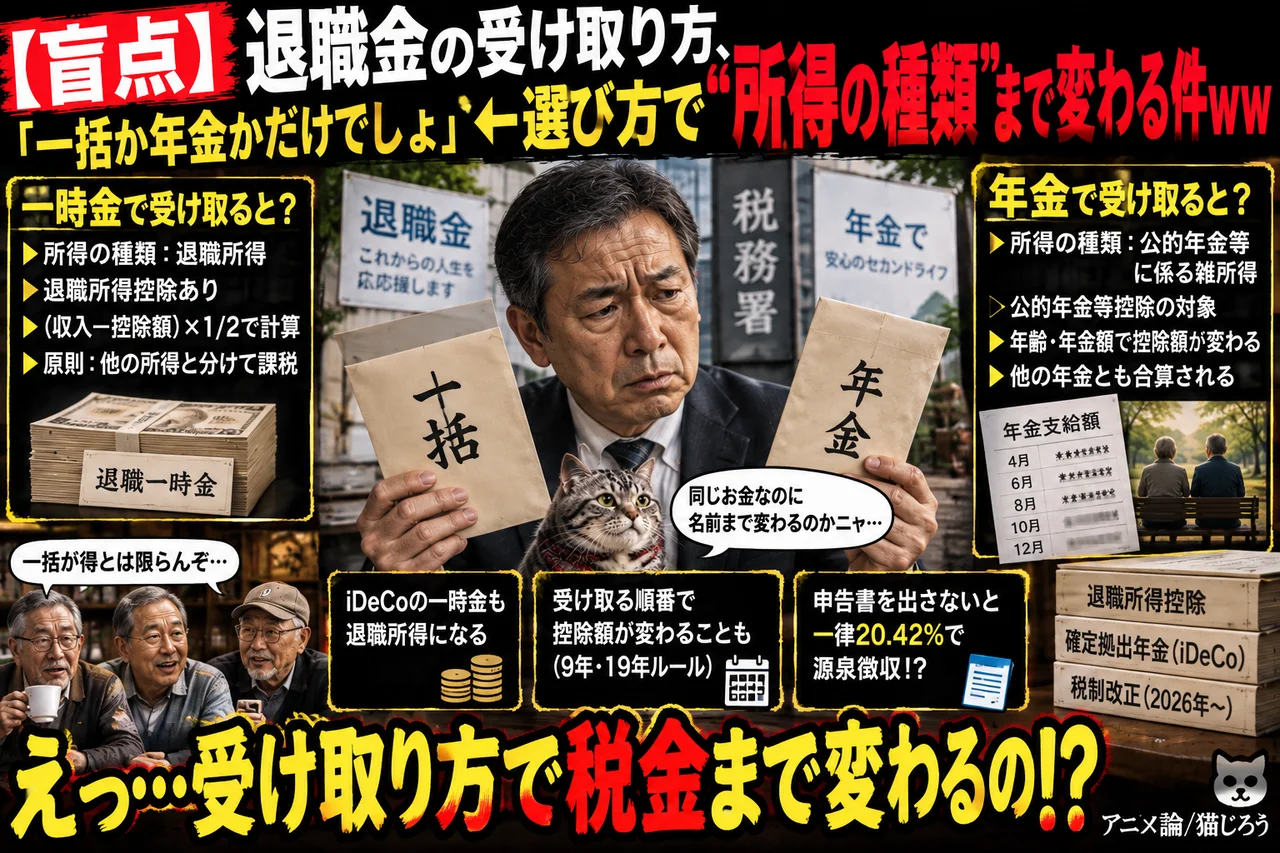 【盲点】退職金の受け取り方、
「一括か年金かだけでしょ」←選び方で“所得の種類”まで変わる件ww
一時金で受け取ると？
▶所得の種類：退職所得
▶退職所得控除あり
▶(収入ー控除額)×1/2で計算
▶原則：他の所得と分けて課税
退職一時金
退職金
これからの人生を
応応援します
税務署
年金で
安心のセカンドライフ
一括
年金
同じお金なのに
名前まで変わるのかニャ…
年金で受け取ると？
▶所得の種類：公的年金等
に係る雑所得
▷公的年金等控除の対象
▶年齢・年金額で控除額が変わる
▶他の年金とも合算される
年金支給額
4月 *******
6月 *******
8月 *******
10月
12月
一括が得とは限らんぞ…
iDeCoの一時金も
退職所得になる
受け取る順番で
控除額が変わることも
(9年・19年ルール)
申告書を出さないと
一律20.42%で
源泉徴収!?
退職所得控除
確定拠出年金(iDeCo)
税制改正(2026年～)
えっ…受け取り方で税金まで変わるの!?
アニメ論/猫じろう